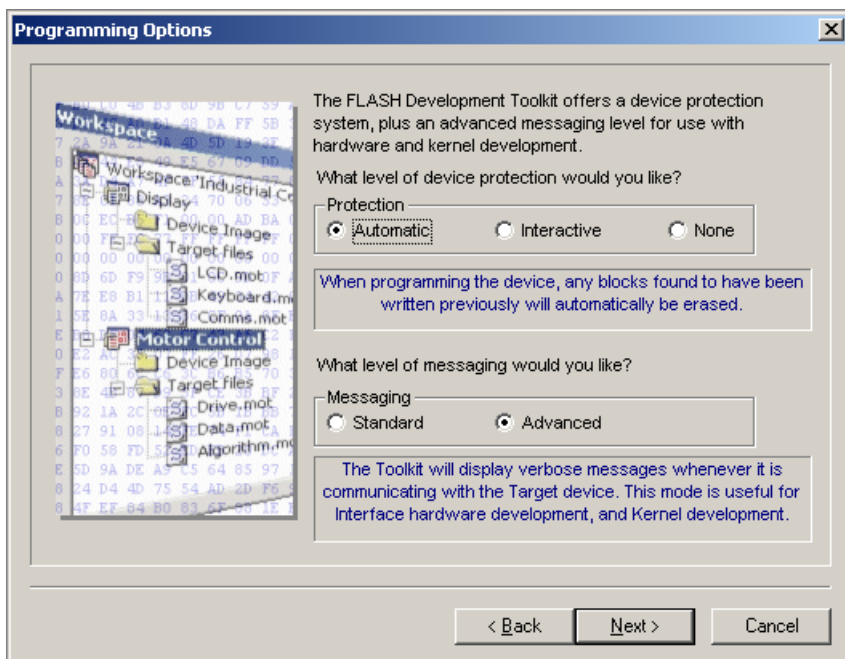 Programming Options
The FLASH Development Toolkit offers a device protection
system, plus an advanced messaging level for use with
hardware and kernel development.
What level of device protection would you like?
Protection
Automatic
Interactive
None
When programming the device, any blocks found to have been
written previously will automatically be erased.
What level of messaging would you like?
Messaging
Standard
Advanced
The Toolkit will display verbose messages whenever it is
communicating with the Target device. This mode is useful for
Interface hardware development, and Kernel development.
Workspace
Workspace 'Industrial Co
Display
Device Image
Target files
LCD.mot
Keyboard.m
Comms.mot
Motor Control
Device Image
Target files
Drive.mot
Data.mot
Algorithm.m
< Back
Next >
Cancel